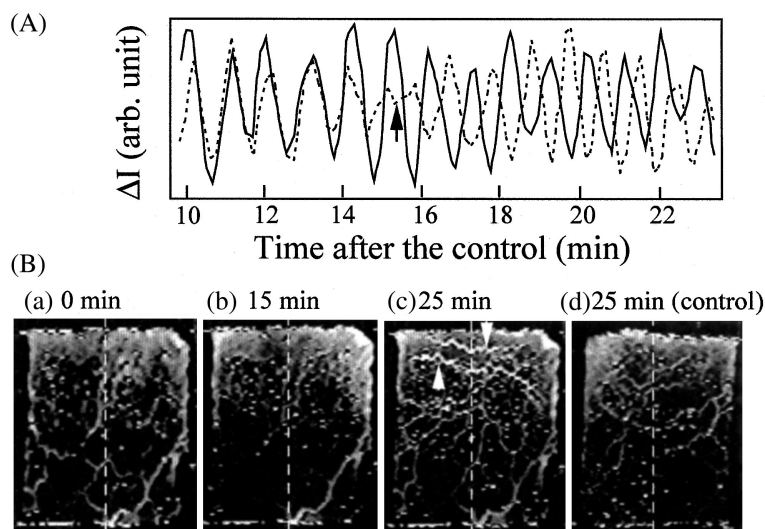 (A)
ΔI (arb. unit)
10 12 14 16 18 20 22
Time after the control (min)
(B)
(a) 0 min (b) 15 min (c) 25 min (d) 25 min (control)